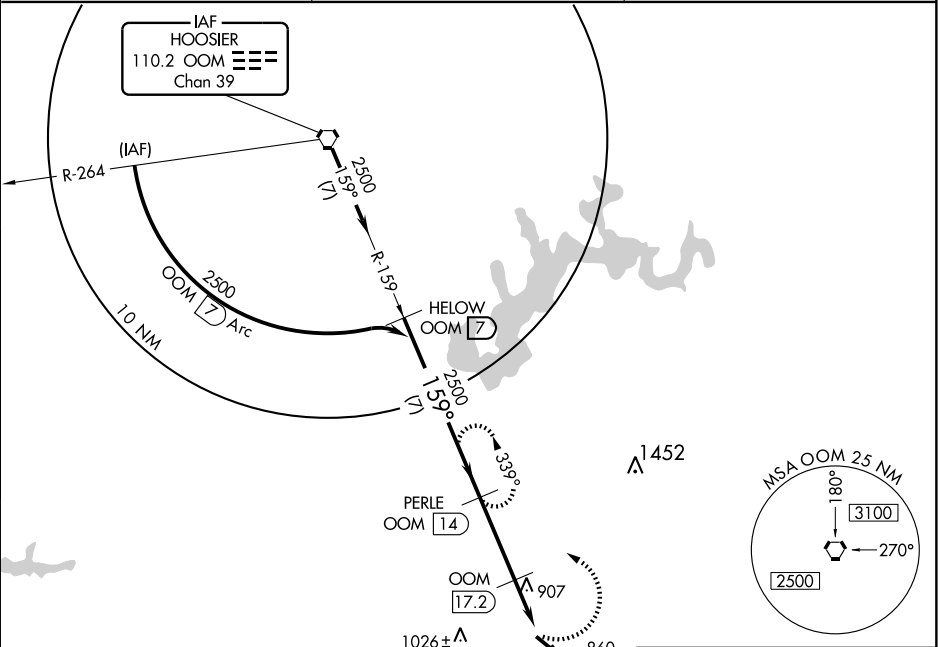 IAF
HOOSIER
110.2 OOM
Chan 39
(IAF)
R-264
2500
159°
(7)
R-159
2500
OOM 7 Arc
10 NM
HELOW
OOM 7
2500
159°
(7)
339°
1452
PERLE
OOM 14
MSA OOM 25 NM
180°
3100
270°
2500
OOM
17.2
907
1026±